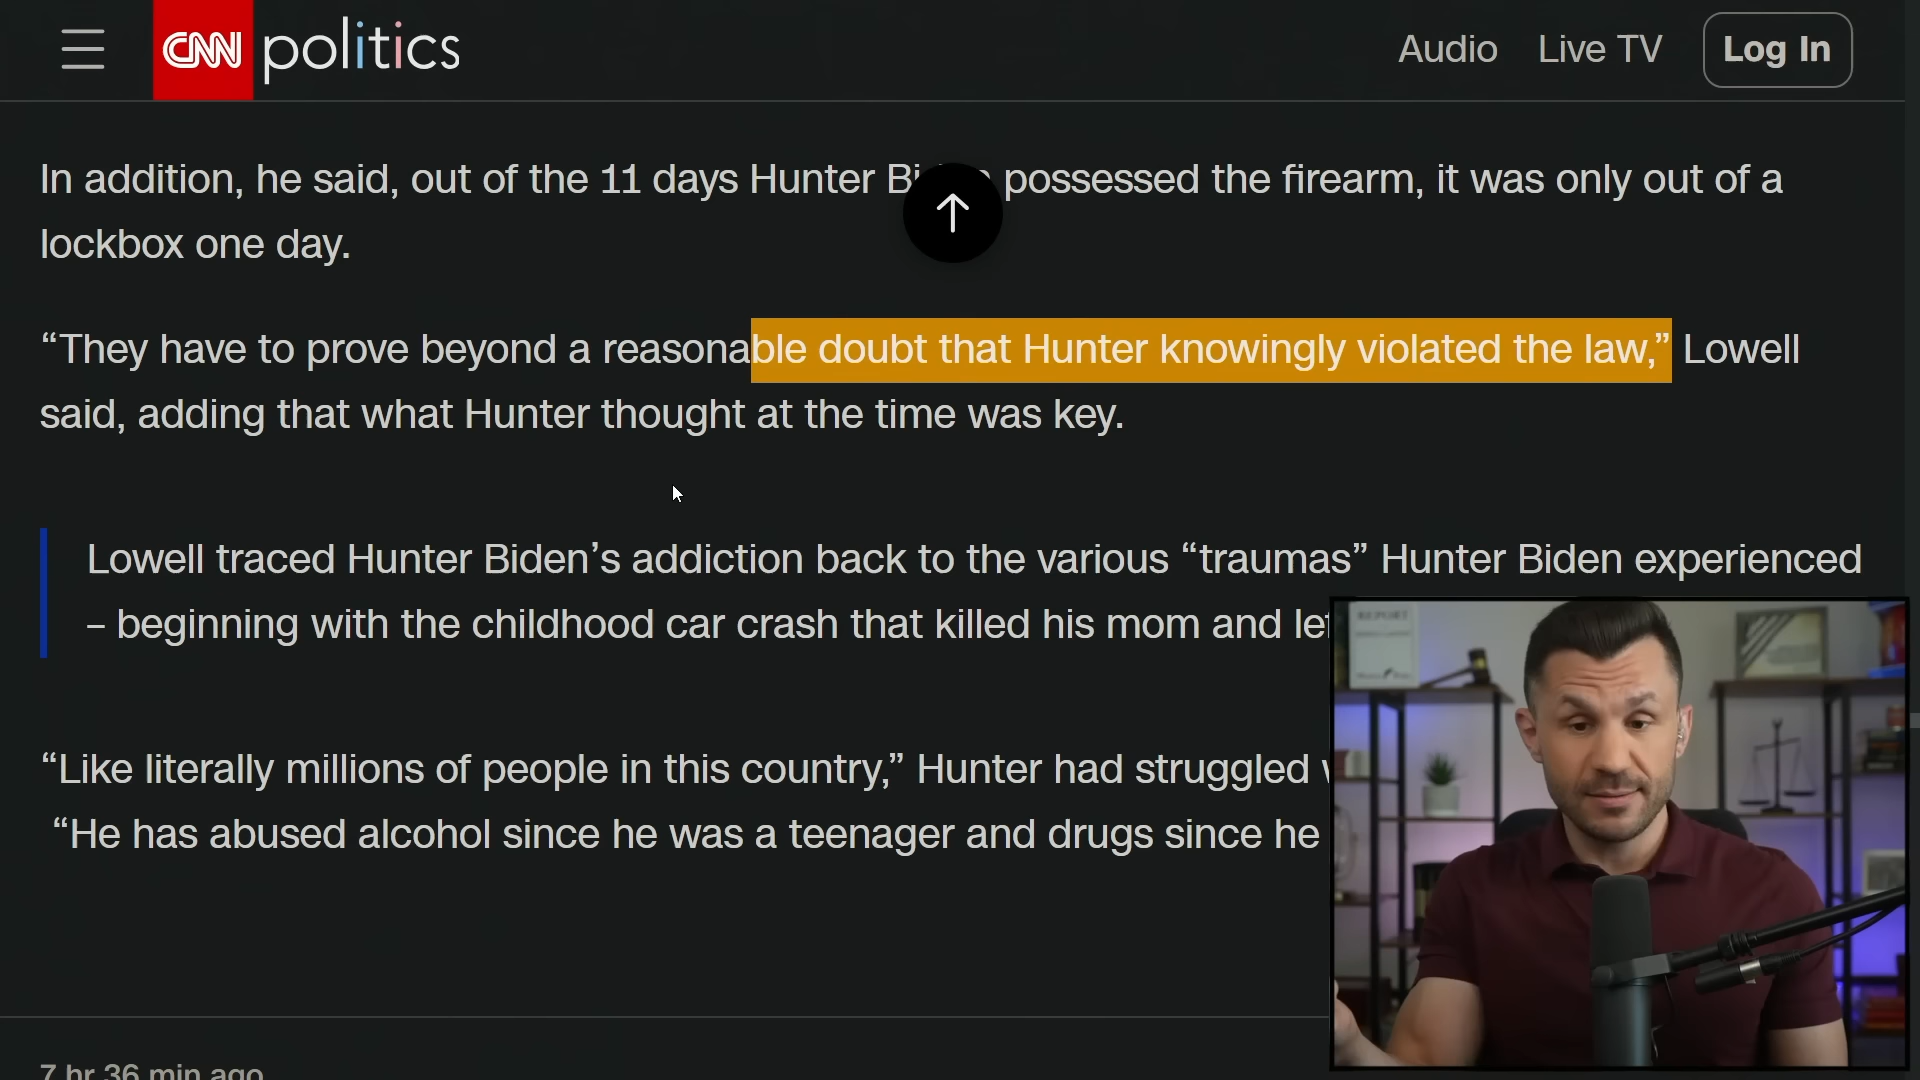 CNN politics
Audio Live TV Log In
In addition, he said, out of the 11 days Hunter possessed the firearm, it was only out of a
lockbox one day.
“They have to prove beyond a reasonable doubt that Hunter knowingly violated the law,” Lowell
said, adding that what Hunter thought at the time was key.
Lowell traced Hunter Biden’s addiction back to the various “traumas” Hunter Biden experienced
– beginning with the childhood car crash that killed his mom and
“Like literally millions of people in this country,” Hunter had struggled
“He has abused alcohol since he was a teenager and drugs since he
REPORT
7 hr 36 min ago